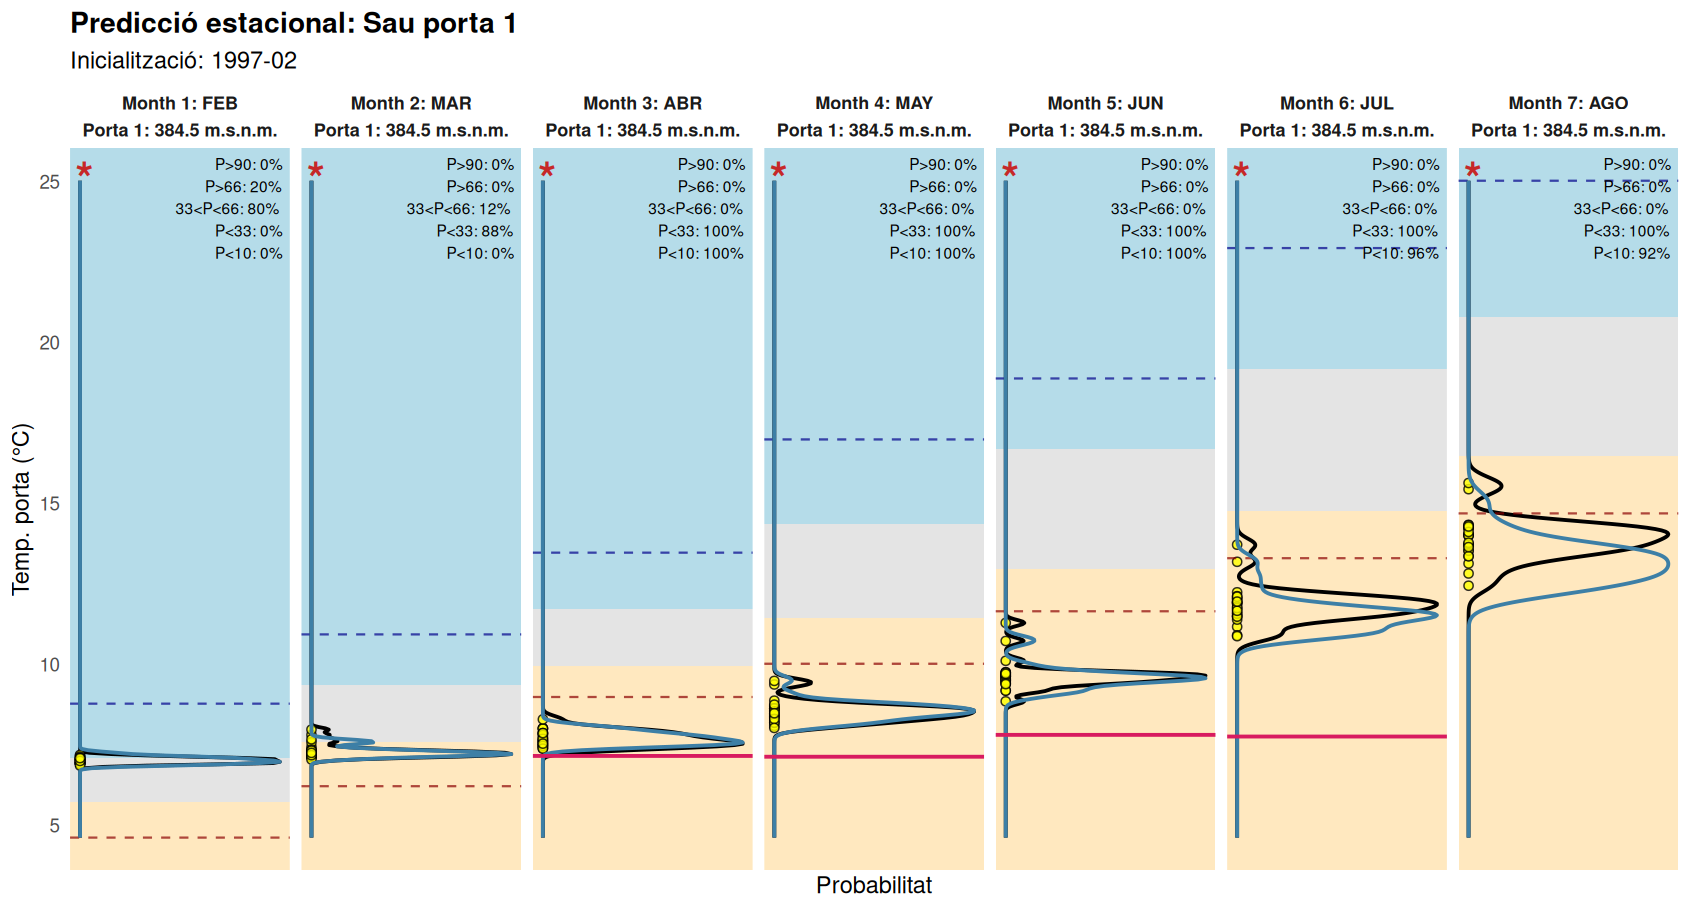 Predicció estacional: Sau porta 1
Inicialització: 1997-02
Month 1: FEB
Porta 1: 384.5 m.s.n.m.
Month 2: MAR
Porta 1: 384.5 m.s.n.m.
Month 3: ABR
Porta 1: 384.5 m.s.n.m.
Month 4: MAY
Porta 1: 384.5 m.s.n.m.
Month 5: JUN
Porta 1: 384.5 m.s.n.m.
Month 6: JUL
Porta 1: 384.5 m.s.n.m.
Month 7: AGO
Porta 1: 384.5 m.s.n.m.
*
P>90: 0%
P>66: 20%
33<P<66: 80%
P<33: 0%
P<10: 0%
*
P>90: 0%
P>66: 0%
33<P<66: 12%
P<33: 88%
P<10: 0%
*
P>90: 0%
P>66: 0%
33<P<66: 0%
P<33: 100%
P<10: 100%
*
P>90: 0%
P>66: 0%
33<P<66: 0%
P<33: 100%
P<10: 100%
*
P>90: 0%
P>66: 0%
33<P<66: 0%
P<33: 100%
P<10: 100%
*
P>90: 0%
P>66: 0%
33<P<66: 0%
P<33: 100%
P<10: 96%
*
P>90: 0%
P>66: 0%
33<P<66: 0%
P<33: 100%
P<10: 92%
25
20
15
10
5
Temp. porta (°C)
Probabilitat